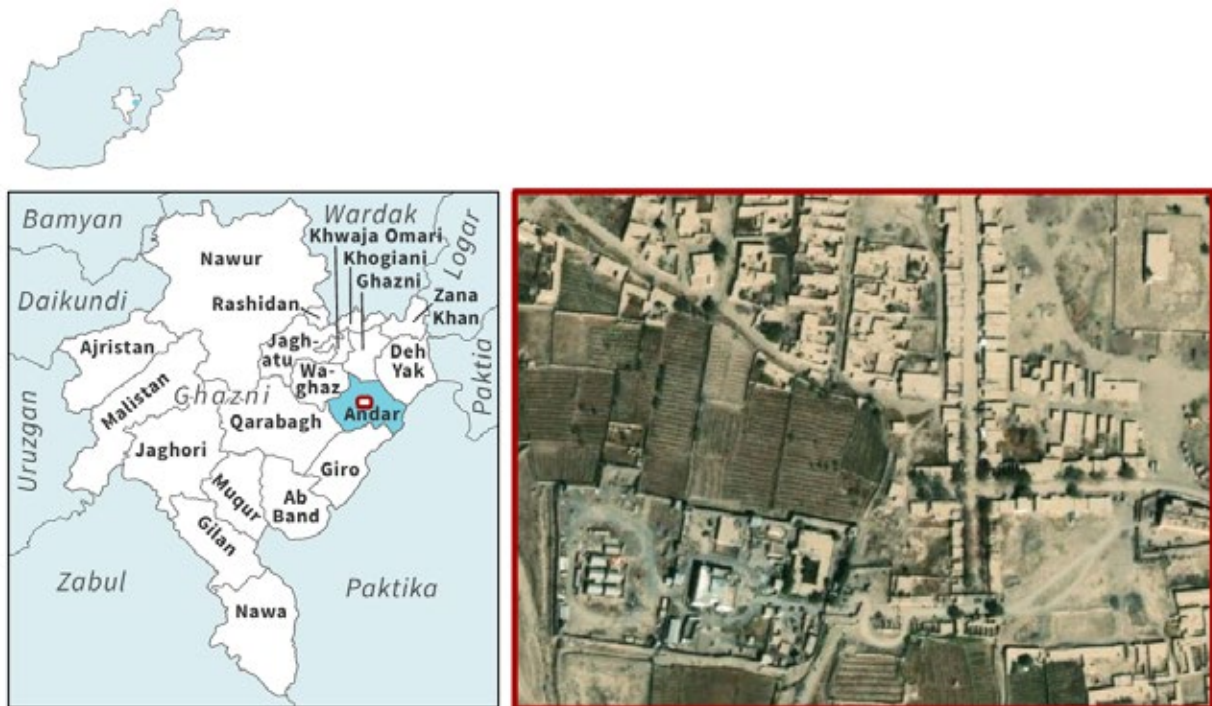 Bamyan
Wardak
Logar
Khwaja Omari
Khogiani
Ghazni
Nawur
Daikundi
Rashidan
Zana
Khan
Ajristan
Jagh-
atu
Deh
Yak
Wa-
ghaz
Malistan
Ghazni
Paktia
Uruzgan
Qarabagh
Andar
Jaghori
Giro
Muqur
Ab
Band
Gilan
Zabul
Paktika
Nawa